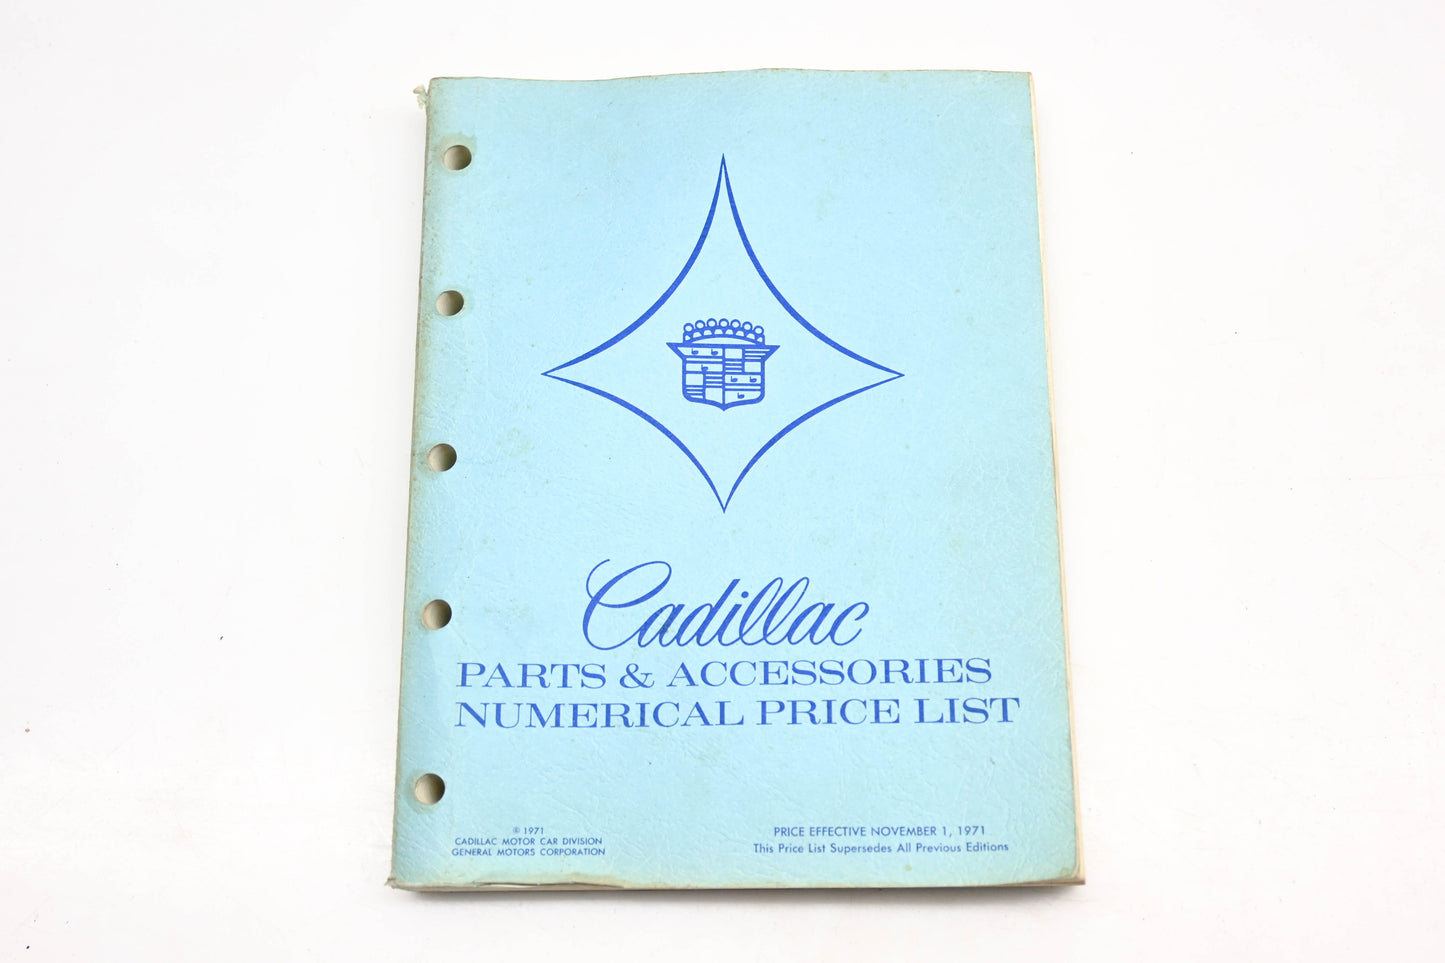 Cadillac
PARTS & ACCESSORIES
NUMERICAL PRICE LIST
© 1971
CADILLAC MOTOR CAR DIVISION
GENERAL MOTORS CORPORATION
PRICE EFFECTIVE NOVEMBER 1, 1971
This Price List Supersedes All Previous Editions